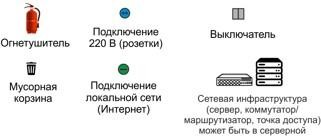 Огнетушитель
Подключение
220 В (розетки)
Выключатель
Мусорная
корзина
Подключение
локальной сети
(Интернет)
Сетевая инфраструктура
(сервер, коммутатор/
маршрутизатор, точка доступа)
может быть в серверной